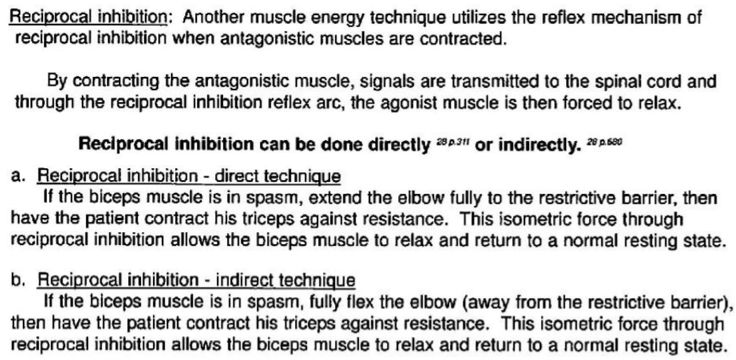 Reciprocal inhibition: Another muscle energy technique utilizes the reflex mechanism of
reciprocal inhibition when antagonistic muscles are contracted.
By contracting the antagonistic muscle, signals are transmitted to the spinal cord and
through the reciprocal inhibition reflex arc, the agonist muscle is then forced to relax.
Reciprocal inhibition can be done directly 28 p.311 or indirectly. 28 p.680
a. Reciprocal inhibition - direct technique
If the biceps muscle is in spasm, extend the elbow fully to the restrictive barrier, then
have the patient contract his triceps against resistance. This isometric force through
reciprocal inhibition allows the biceps muscle to relax and return to a normal resting state.
b. Reciprocal inhibition - indirect technique
If the biceps muscle is in spasm, fully flex the elbow (away from the restrictive barrier),
then have the patient contract his triceps against resistance. This isometric force through
reciprocal inhibition allows the biceps muscle to relax and return to a normal resting state.